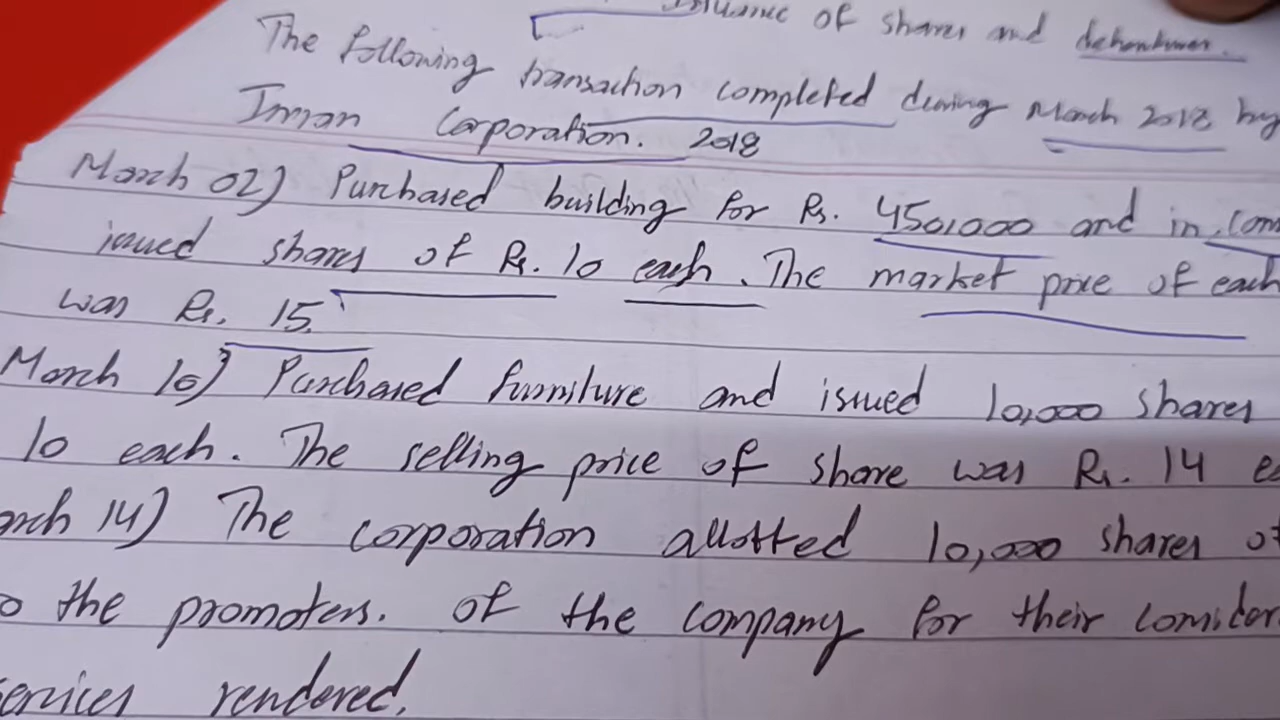 of shares and
The following transaction completed during March 2018 by
Corporation. 2018
March 02) Purchased building for Rs. 450,000 and in
issued shares of Rs. 10 each. The market price of each
was Rs. 15.
March 10) Purchased furniture and issued 10,000 shares
10 each. The selling price of share was Rs. 14
14) The corporation allotted 10,000 shares of
the promoters. of the company for their
rendered.